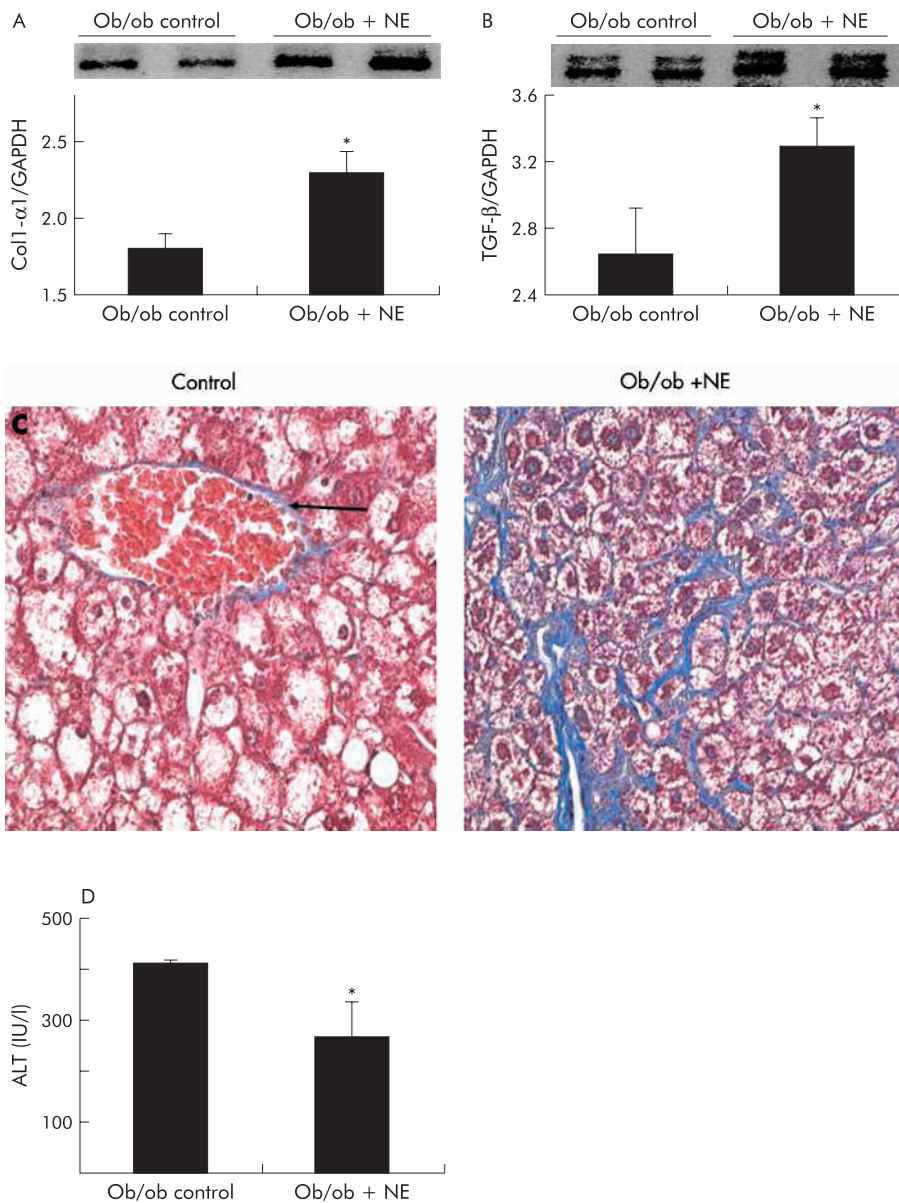 A
Ob/ob control
Ob/ob + NE
Col1-α1/GAPDH
2.5
2.0
1.5
*
Ob/ob control
Ob/ob + NE
B
Ob/ob control
Ob/ob + NE
TGF-β/GAPDH
3.6
3.2
2.8
2.4
*
Ob/ob control
Ob/ob + NE
Control
Ob/ob +NE
C
D
ALT (IU/l)
500
300
100
*
Ob/ob control
Ob/ob + NE